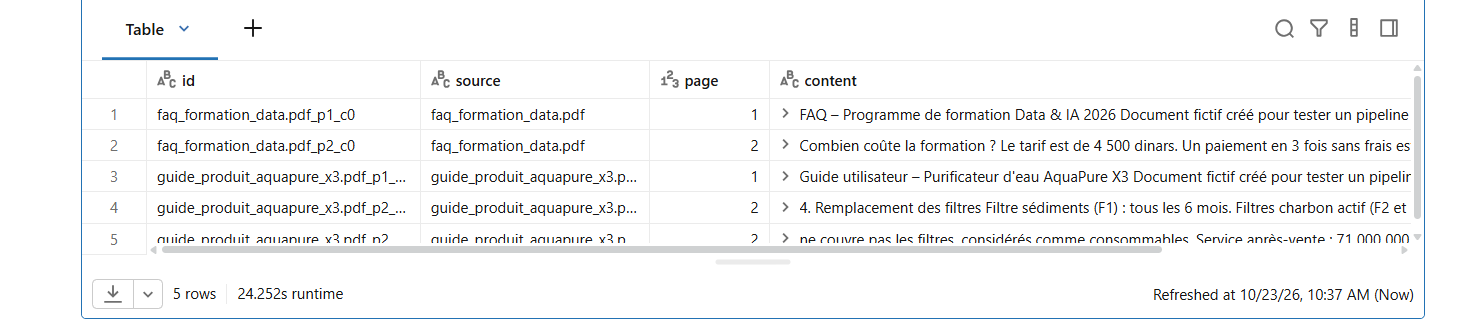 Table
id source page content
1 faq_formation_data.pdf_p1_c0 faq_formation_data.pdf 1 FAQ – Programme de formation Data & IA 2026 Document fictif créé pour tester un pipeline
2 faq_formation_data.pdf_p2_c0 faq_formation_data.pdf 2 Combien coûte la formation ? Le tarif est de 4 500 dinars. Un paiement en 3 fois sans frais es
3 guide_produit_aquapure_x3.pdf_p1_... guide_produit_aquapure_x3.p... 1 Guide utilisateur – Purificateur d'eau AquaPure X3 Document fictif créé pour tester un pipelin
4 guide_produit_aquapure_x3.pdf_p2_... guide_produit_aquapure_x3.p... 2 4. Remplacement des filtres Filtre sédiments (F1) : tous les 6 mois. Filtres charbon actif (F2 et
5 guide_produit_aquapure_x3.pdf_p2 guide_produit_aquapure_x3.p 2 ne couvre pas les filtres, considérés comme consommables. Service après-vente : 71 000 000
5 rows 24.252s runtime Refreshed at 10/23/26, 10:37 AM (Now)